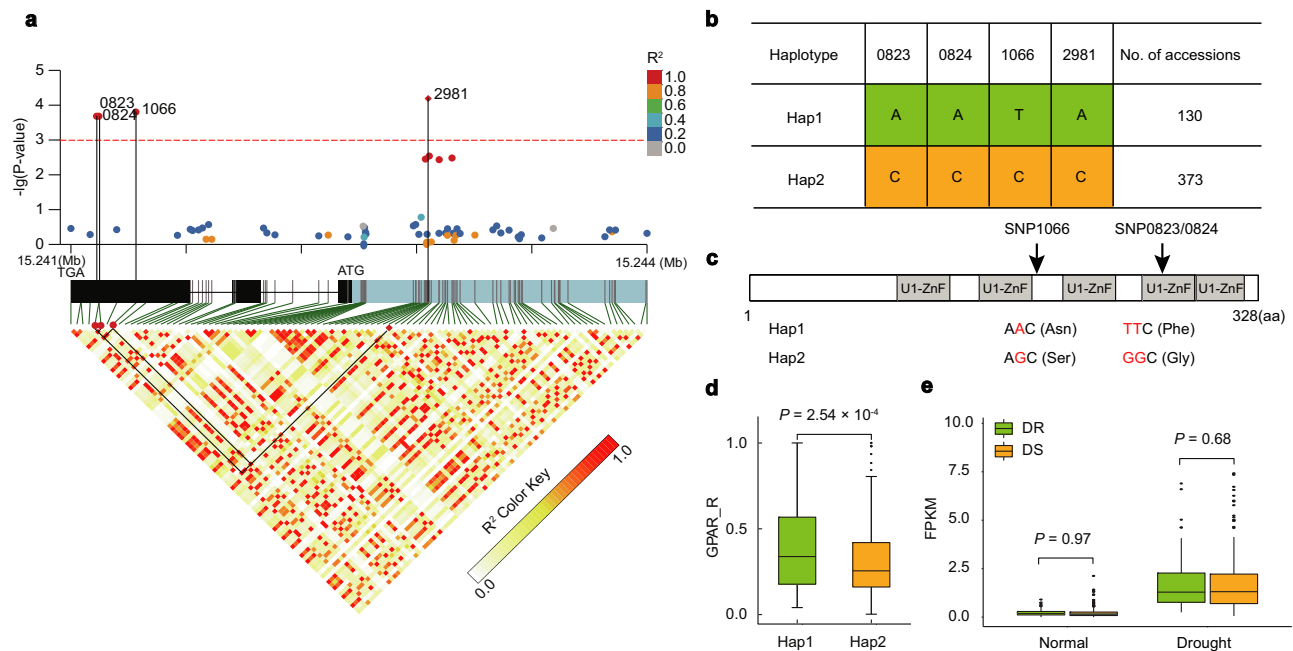 a
R²
1.0
0.8
0.6
0.4
0.2
0.0
-lg(P-value)
5
4
3
2
1
0
0823
0824
1066
2981
15.241(Mb)
15.244 (Mb)
TGA
ATG
R² Color Key
0.0
1.0
b
Haplotype 0823 0824 1066 2981 No. of accessions
Hap1 A A T A 130
Hap2 C C C C 373
c
SNP1066 SNP0823/0824
U1-ZnF U1-ZnF U1-ZnF U1-ZnF U1-ZnF
1 328(aa)
Hap1 AAC (Asn) TTC (Phe)
Hap2 AGC (Ser) GGC (Gly)
d
P = 2.54 × 10⁻⁴
GPAR_R
1.0
0.5
0.0
Hap1 Hap2
e
DR
DS
FPKM
10.0
7.5
5.0
2.5
0.0
P = 0.97
P = 0.68
Normal Drought